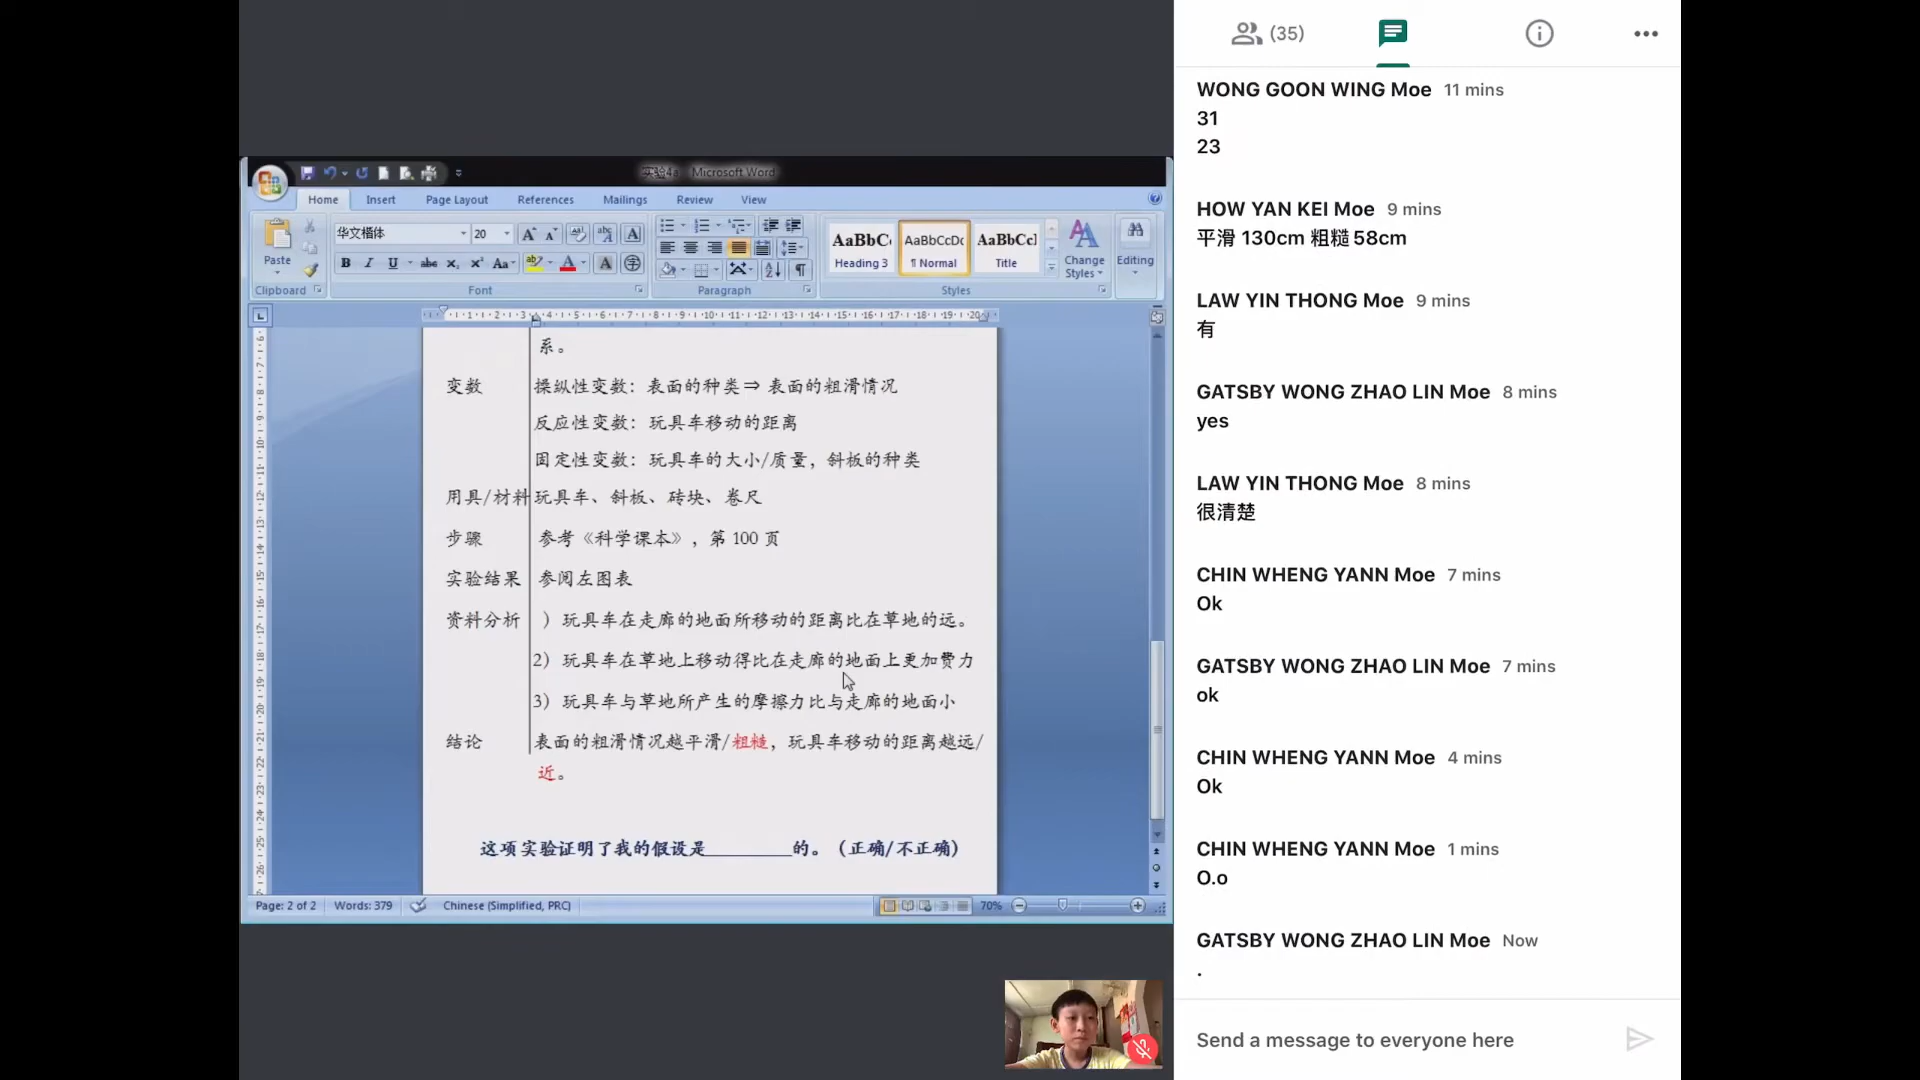 实验4a - Microsoft Word
Home Insert Page Layout References Mailings Review View
华文楷体 20
Paste
AaBbC AaBbCcDc AaBbCc
Heading 3 ¶ Normal Title
Change Styles
Editing
Clipboard Font Paragraph Styles
系。
变数 操纵性变数：表面的种类⇒ 表面的粗滑情况
反应性变数：玩具车移动的距离
固定性变数：玩具车的大小/质量，斜板的种类
用具/材料 玩具车、斜板、砖块、卷尺
步骤 参考《科学课本》，第 100 页
实验结果 参阅左图表
资料分析 ）玩具车在走廊的地面所移动的距离比在草地的远。
2）玩具车在草地上移动得比在走廊的地面上更加费力
3）玩具车与草地所产生的摩擦力比与走廊的地面小
结论 表面的粗滑情况越平滑/粗糙，玩具车移动的距离越远/
近。
这项实验证明了我的假设是________的。（正确/不正确）
Page: 2 of 2 Words: 379 Chinese (Simplified, PRC) 70%
(35)
WONG GOON WING Moe 11 mins
31
23
HOW YAN KEI Moe 9 mins
平滑 130cm 粗糙 58cm
LAW YIN THONG Moe 9 mins
有
GATSBY WONG ZHAO LIN Moe 8 mins
yes
LAW YIN THONG Moe 8 mins
很清楚
CHIN WHENG YANN Moe 7 mins
Ok
GATSBY WONG ZHAO LIN Moe 7 mins
ok
CHIN WHENG YANN Moe 4 mins
Ok
CHIN WHENG YANN Moe 1 mins
O.o
GATSBY WONG ZHAO LIN Moe Now
.
Send a message to everyone here